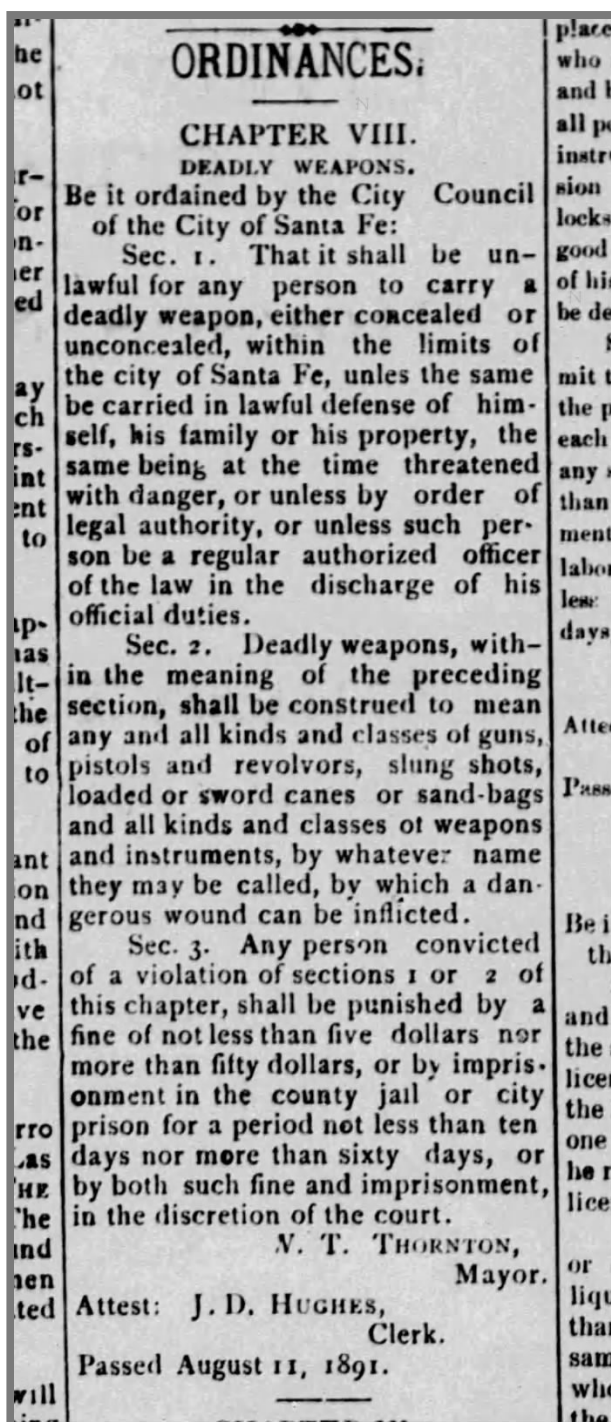 ORDINANCES.
CHAPTER VIII.
DEADLY WEAPONS.
Be it ordained by the City Council
of the City of Santa Fe:
Sec. 1. That it shall be un-
lawful for any person to carry a
deadly weapon, either concealed or
unconcealed, within the limits of
the city of Santa Fe, unles the same
be carried in lawful defense of him-
self, his family or his property, the
same being at the time threatened
with danger, or unless by order of
legal authority, or unless such per-
son be a regular authorized officer
of the law in the discharge of his
official duties.
Sec. 2. Deadly weapons, with-
in the meaning of the preceding
section, shall be construed to mean
any and all kinds and classes of guns,
pistols and revolvors, slung shots,
loaded or sword canes or sand-bags
and all kinds and classes of weapons
and instruments, by whatever name
they may be called, by which a dan-
gerous wound can be inflicted.
Sec. 3. Any person convicted
of a violation of sections 1 or 2 of
this chapter, shall be punished by a
fine of not less than five dollars nor
more than fifty dollars, or by impris-
onment in the county jail or city
prison for a period not less than ten
days nor more than sixty days, or
by both such fine and imprisonment,
in the discretion of the court.
W. T. THORNTON,
Mayor.
Attest: J. D. HUGHES,
Clerk.
Passed August 11, 1891.